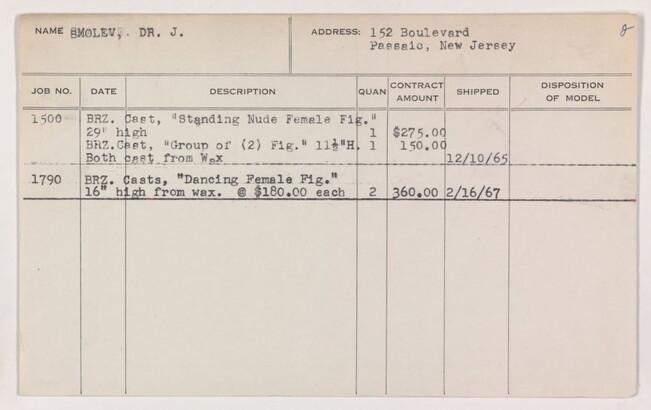 NAME SMOLEV, DR. J. ADDRESS: 152 Boulevard
Passaic, New Jersey
JOB NO. DATE DESCRIPTION QUAN CONTRACT AMOUNT SHIPPED DISPOSITION OF MODEL
1500 BRZ. Cast, "Standing Nude Female Fig."
29" high 1 $275.00
BRZ.Cast, "Group of (2) Fig." 11½"H. 1 150.00
Both cast from Wax 12/10/65
1790 BRZ. Casts, "Dancing Female Fig."
16" high from wax. @ $180.00 each 2 360.00 2/16/67